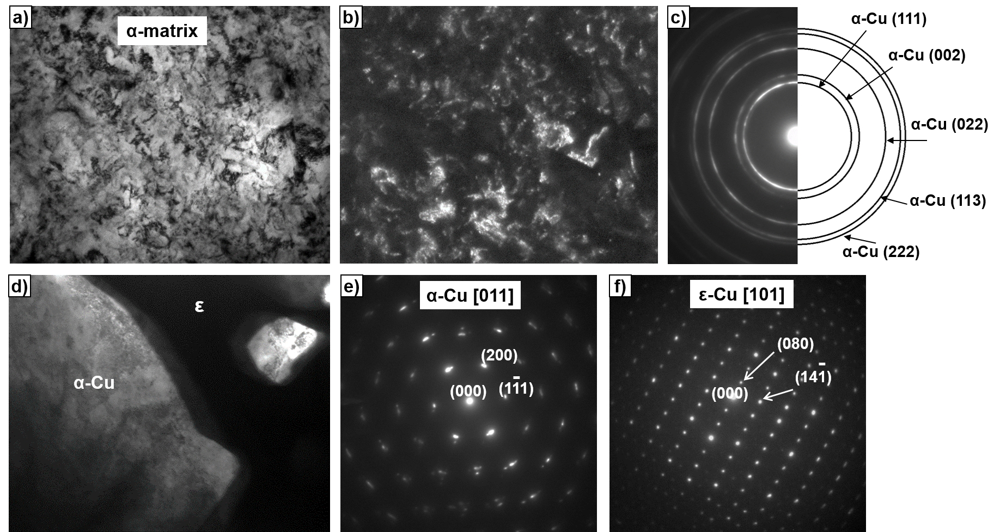 a)
α-matrix
b)
c)
α-Cu (111)
α-Cu (002)
α-Cu (022)
α-Cu (113)
α-Cu (222)
d)
ε
α-Cu
e)
α-Cu [011]
(200)
(000)
(11̅1)
f)
ε-Cu [101]
(080)
(141̅)
(000)